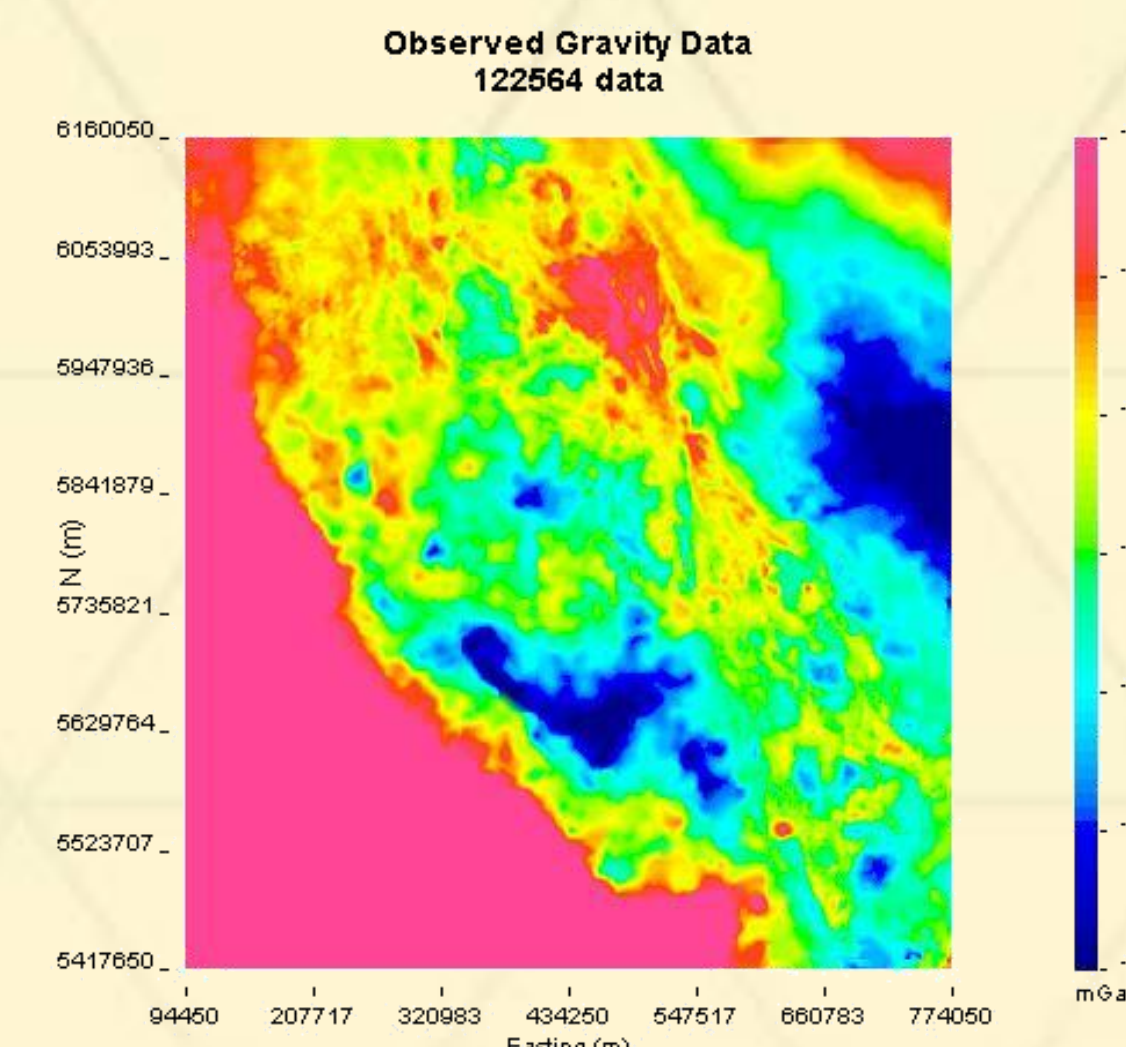 Observed Gravity Data
122564 data
6160050
6053993
5947936
5841879
N (m)
5735821
5629764
5523707
5417650
94450 207717 320983 434250 547517 660783 774050
Easting (m)
mGa